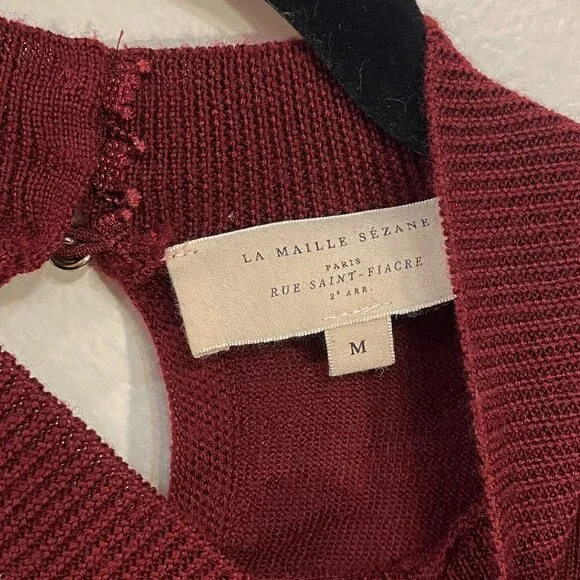 LA MAILLE SÉZANE
PARIS
RUE SAINT-FIACRE
2e ARR.
M